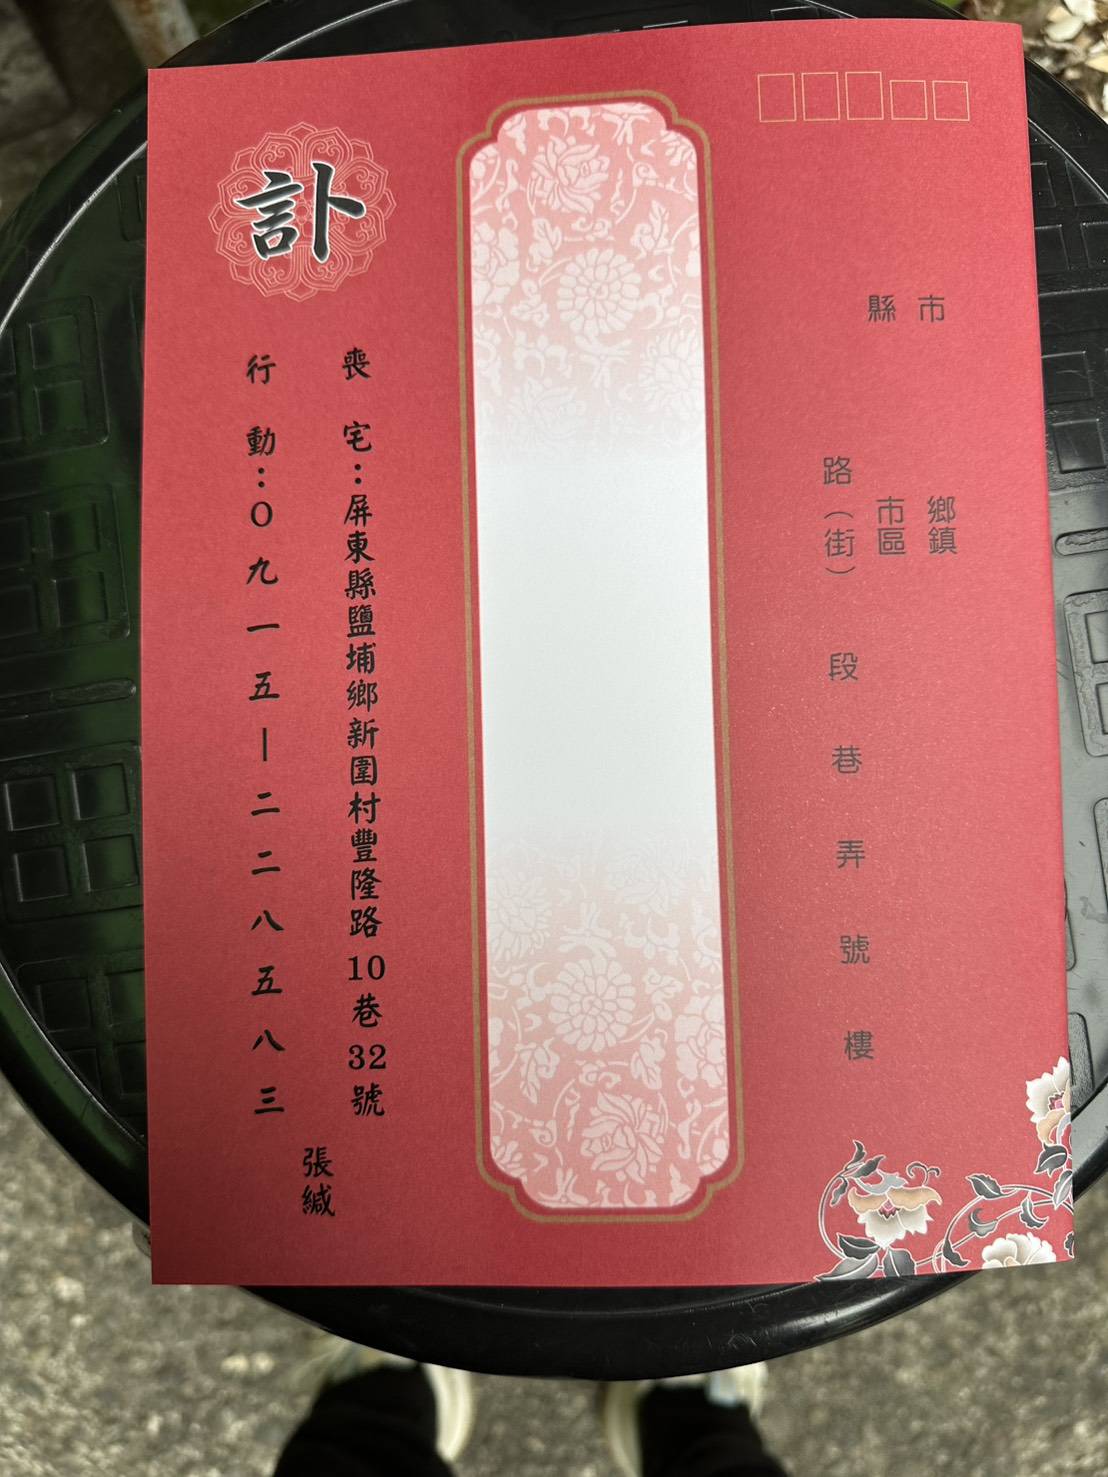 市
縣
鄉鎮
市區
路（街）　段　巷　弄　號　樓
訃
喪　宅：屏東縣鹽埔鄉新圍村豐隆路10巷32號
行　動：０九一五｜二二八五八三
張緘